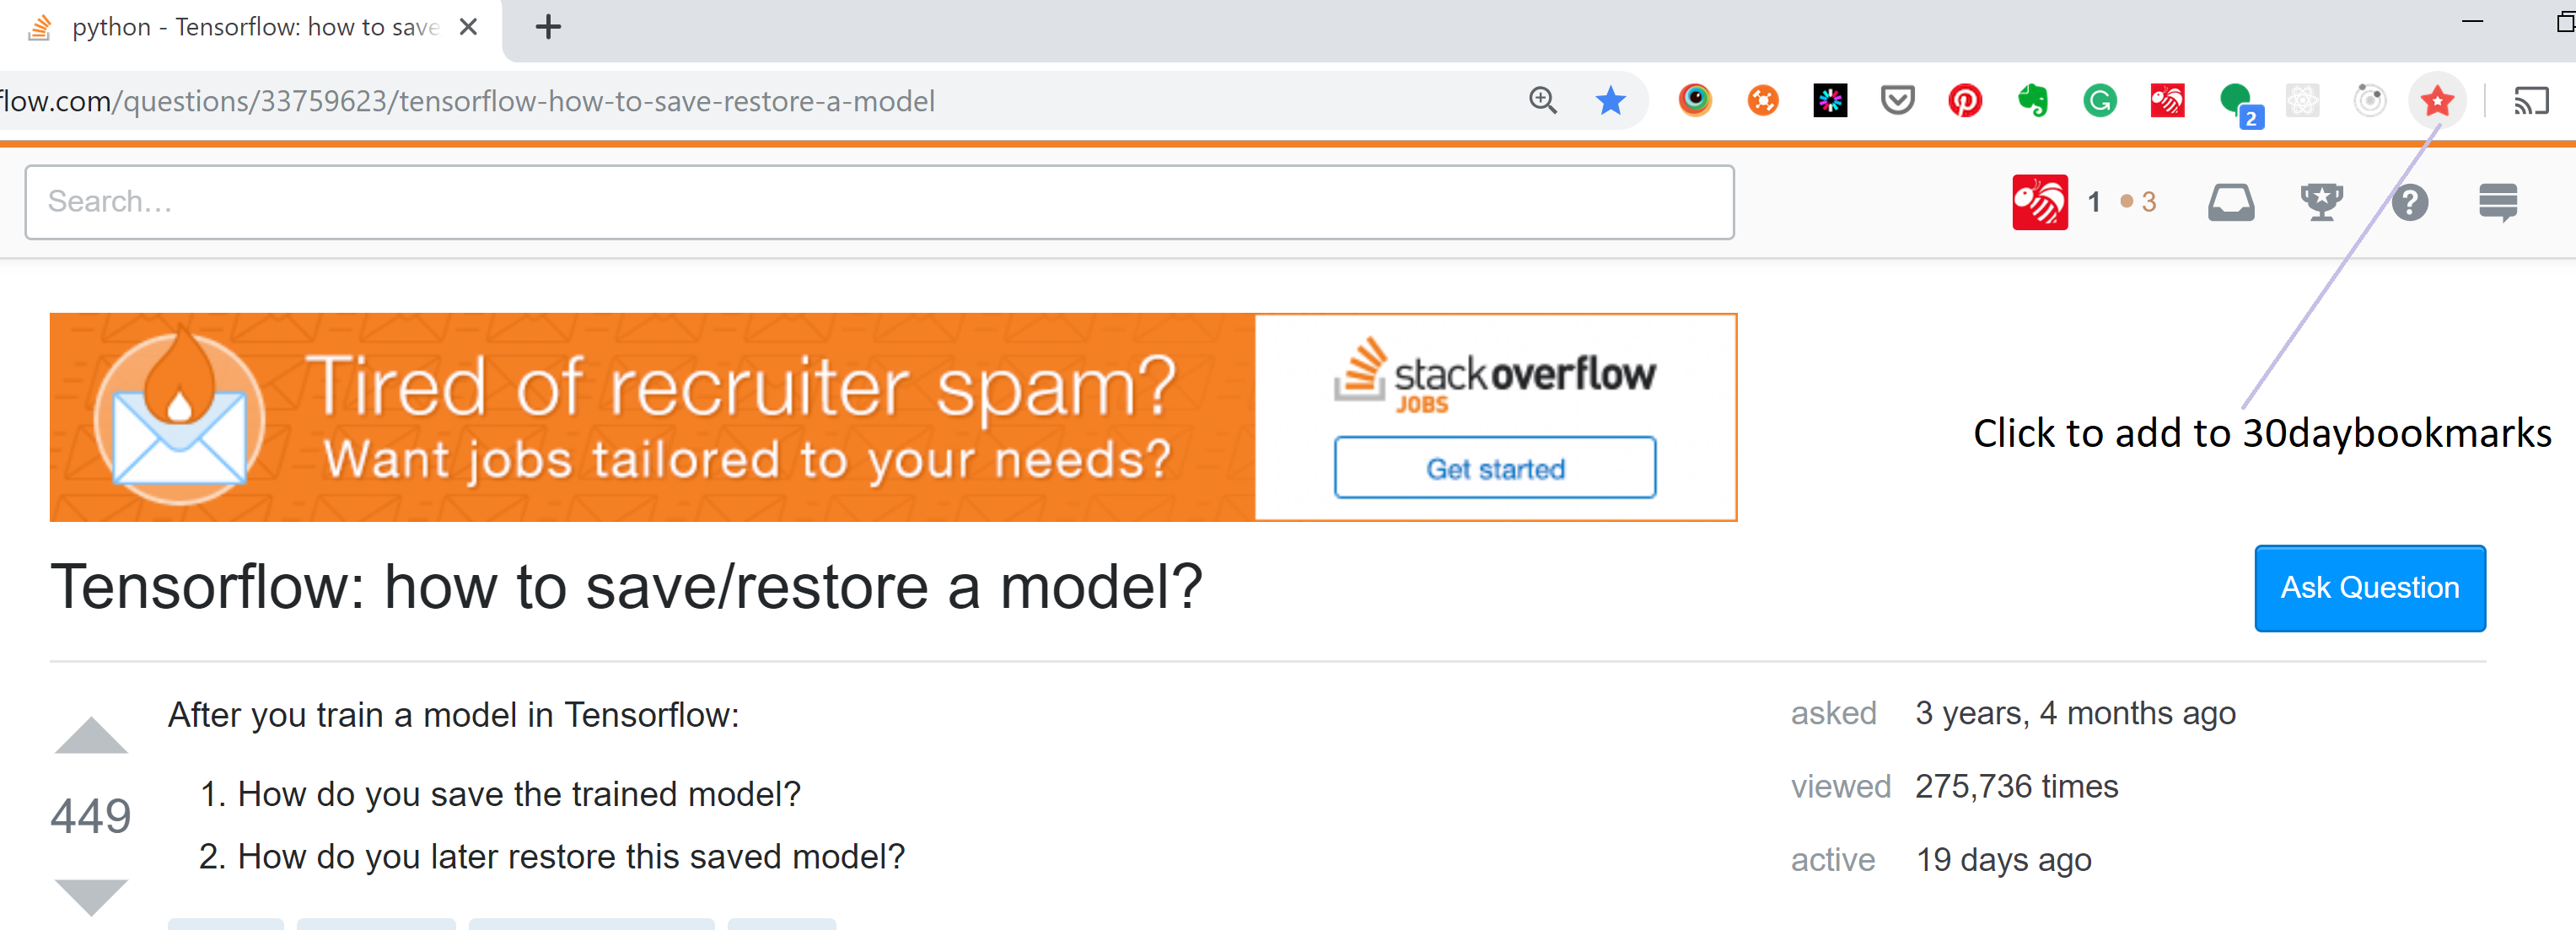 python - Tensorflow: how to save
flow.com/questions/33759623/tensorflow-how-to-save-restore-a-model
2
Search…
1 3
Tired of recruiter spam?
Want jobs tailored to your needs?
stackoverflow
JOBS
Get started
Click to add to 30daybookmarks
Tensorflow: how to save/restore a model?
Ask Question
After you train a model in Tensorflow:
1. How do you save the trained model?
2. How do you later restore this saved model?
449
asked 3 years, 4 months ago
viewed 275,736 times
active 19 days ago